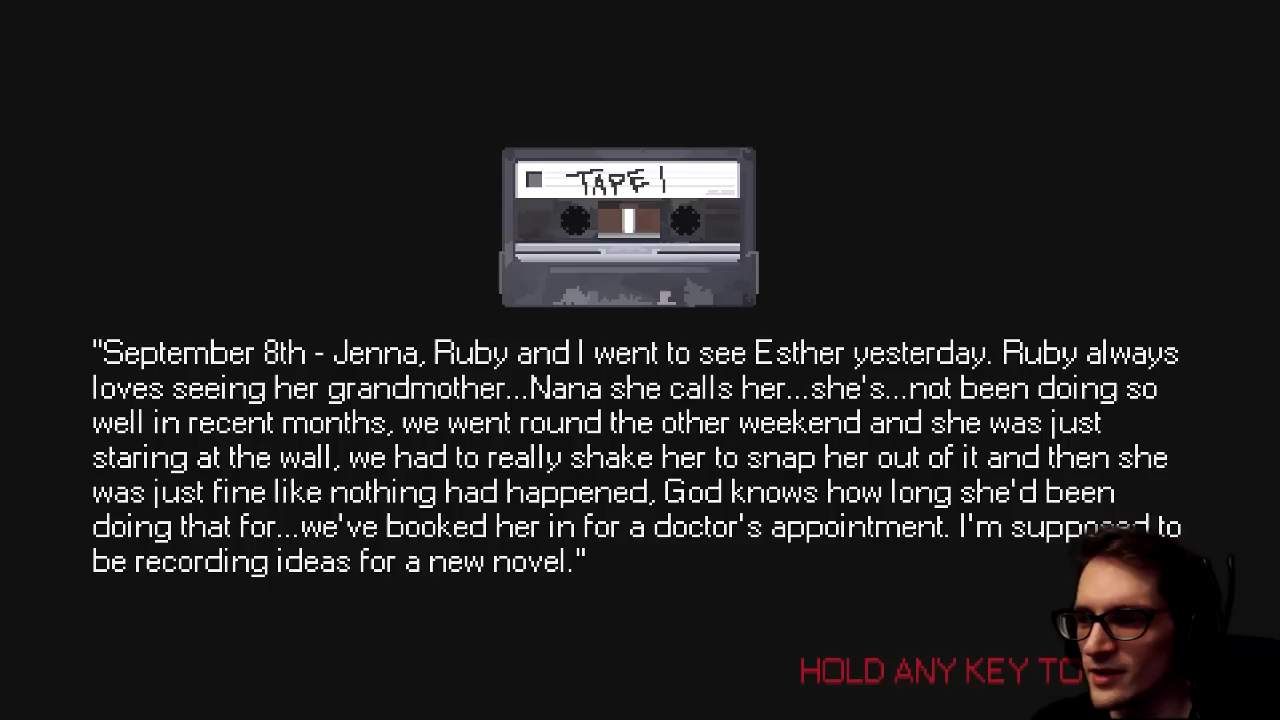 TAPE 1
"September 8th - Jenna, Ruby and I went to see Esther yesterday. Ruby always
loves seeing her grandmother...Nana she calls her...she's...not been doing so
well in recent months, we went round the other weekend and she was just
staring at the wall, we had to really shake her to snap her out of it and then she
was just fine like nothing had happened, God knows how long she'd been
doing that for...we've booked her in for a doctor's appointment. I'm supposed to
be recording ideas for a new novel."
HOLD ANY KEY TO